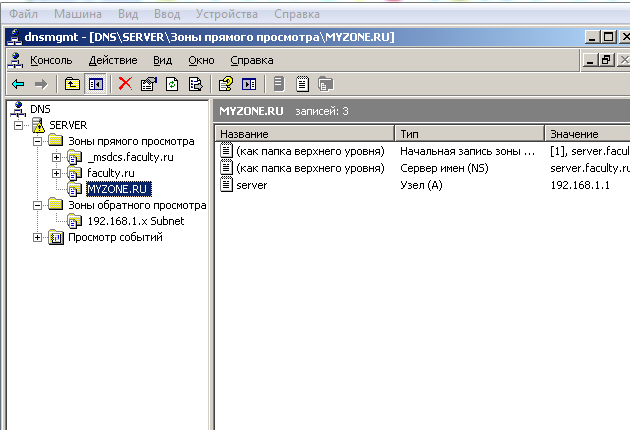 Файл Машина Вид Ввод Устройства Справка
dnsmgmt - [DNS\SERVER\Зоны прямого просмотра\MYZONE.RU]
Консоль Действие Вид Окно Справка
DNS
SERVER
Зоны прямого просмотра
_msdcs.faculty.ru
faculty.ru
MYZONE.RU
Зоны обратного просмотра
192.168.1.x Subnet
Просмотр событий
MYZONE.RU записей: 3
Название Тип Значение
(как папка верхнего уровня) Начальная запись зоны ... [1], server.faculty.ru
(как папка верхнего уровня) Сервер имен (NS) server.faculty.ru
server Узел (A) 192.168.1.1